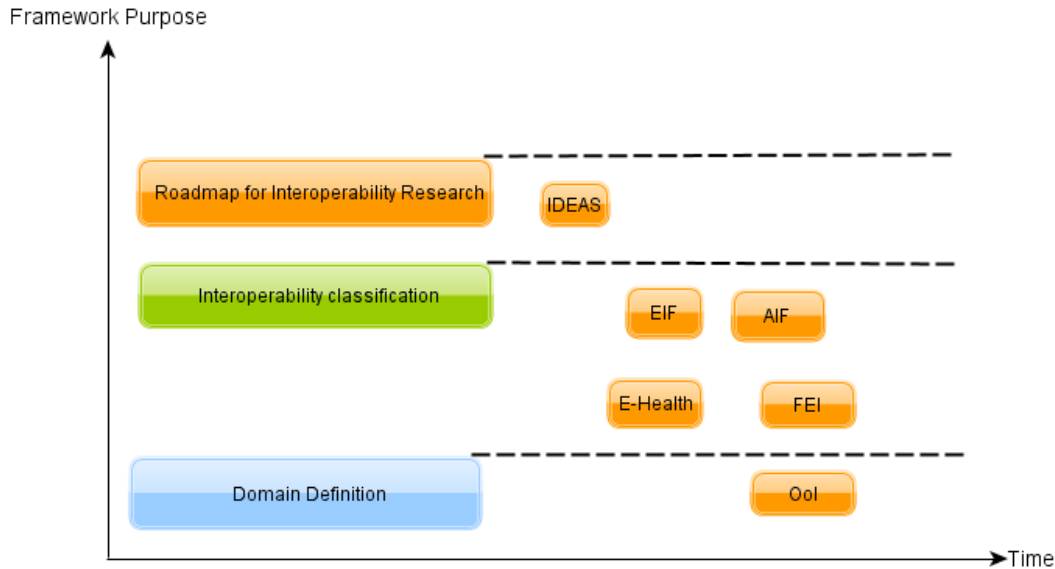 Framework Purpose
Roadmap for Interoperability Research
IDEAS
Interoperability classification
EIF
AIF
E-Health
FEI
Domain Definition
OoI
Time